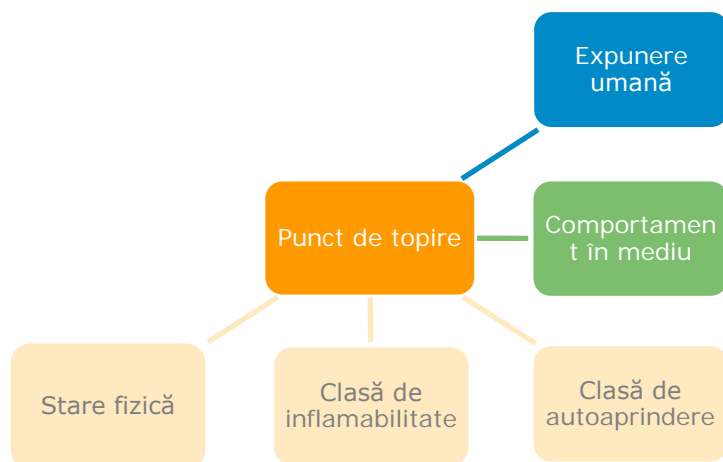 Expunere
umană
Punct de topire
Comportamen
t în mediu
Stare fizică
Clasă de
inflamabilitate
Clasă de
autoaprindere